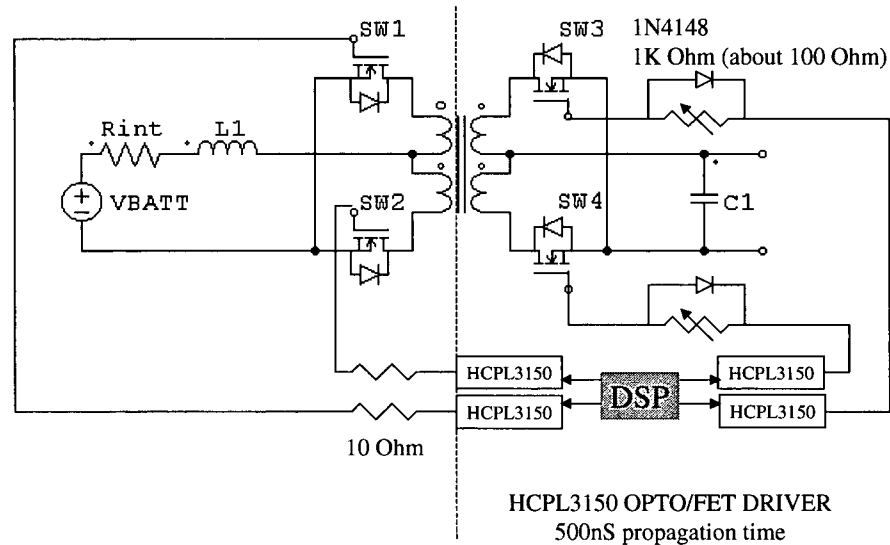 SW1
SW3
1N4148
1K Ohm (about 100 Ohm)
Rint
L1
VBATT
SW2
SW4
C1
HCPL3150
HCPL3150
DSP
HCPL3150
HCPL3150
10 Ohm
HCPL3150 OPTO/FET DRIVER
500nS propagation time